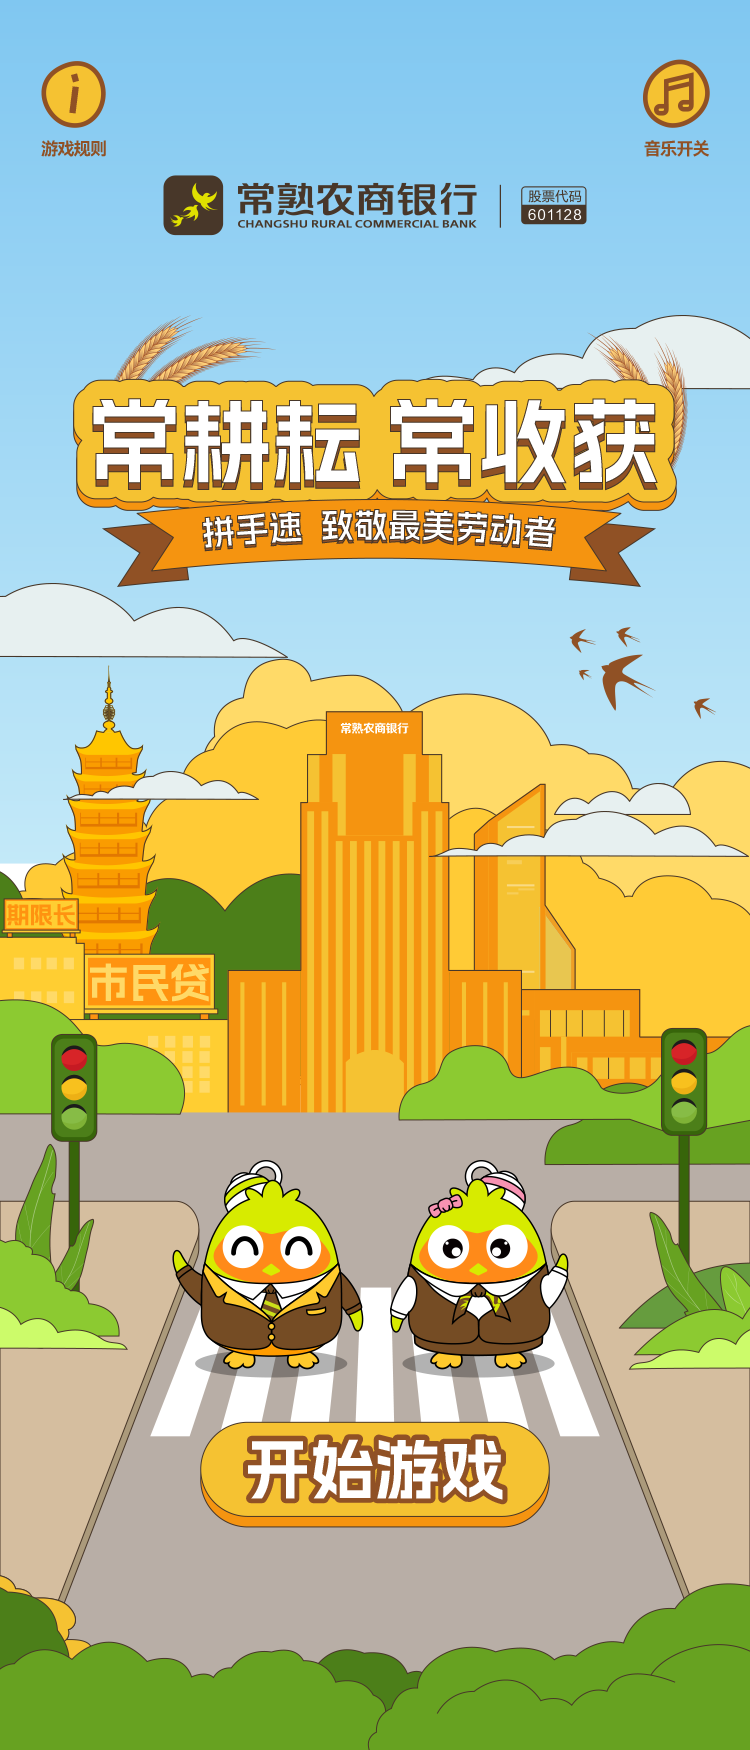 游戏规则
音乐开关
常熟农商银行
CHANGSHU RURAL COMMERCIAL BANK
股票代码
601128
常耕耘 常收获
拼手速 致敬最美劳动者
常熟农商银行
期限长
市民贷
开始游戏